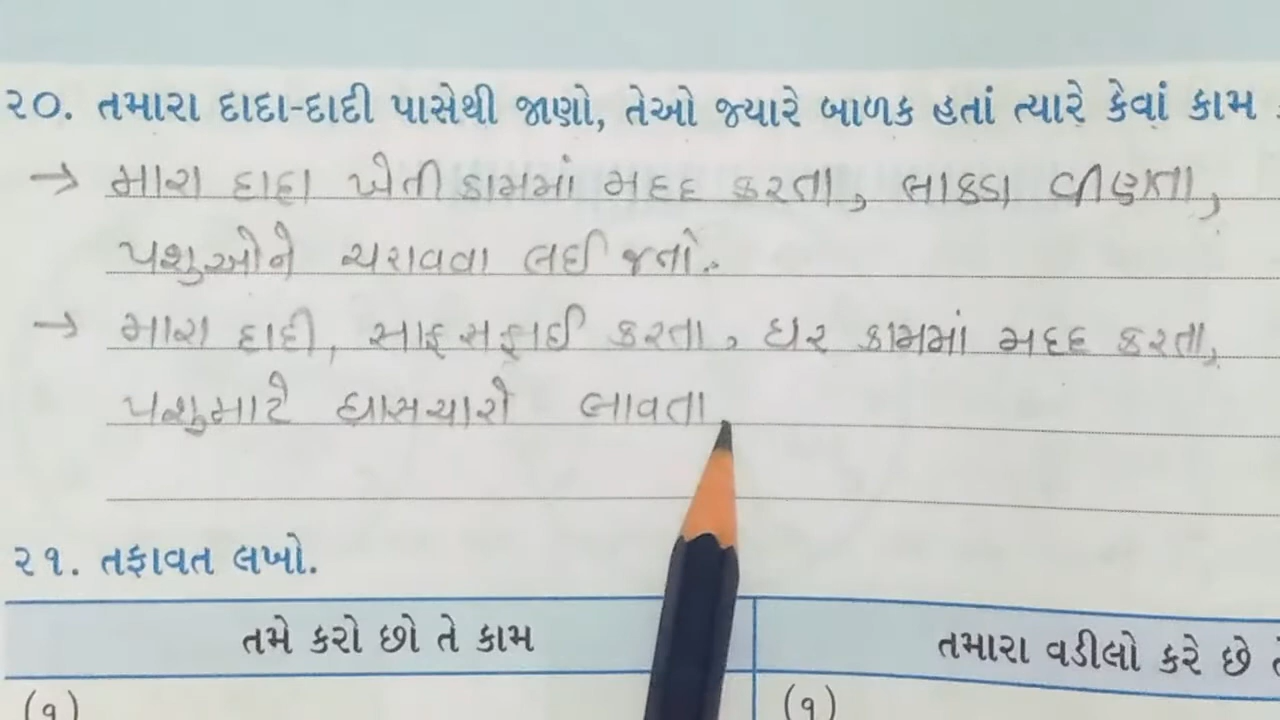 ૨૦. તમારા દાદા-દાદી પાસેથી જાણો, તેઓ જ્યારે બાળક હતાં ત્યારે કેવાં કામ
→ મારા દાદા ખેતી કામમાં મદદ કરતા, લાકડા વીણતા,
પશુઓને ચરાવવા લઈ જતાં.
→ મારા દાદી, સાફસફાઈ કરતા, ઘર કામમાં મદદ કરતા,
પશુમાટે ઘાસચારો લાવતા.
૨૧. તફાવત લખો.
તમે કરો છો તે કામ
તમારા વડીલો કરે છે
(૧)
(૧)